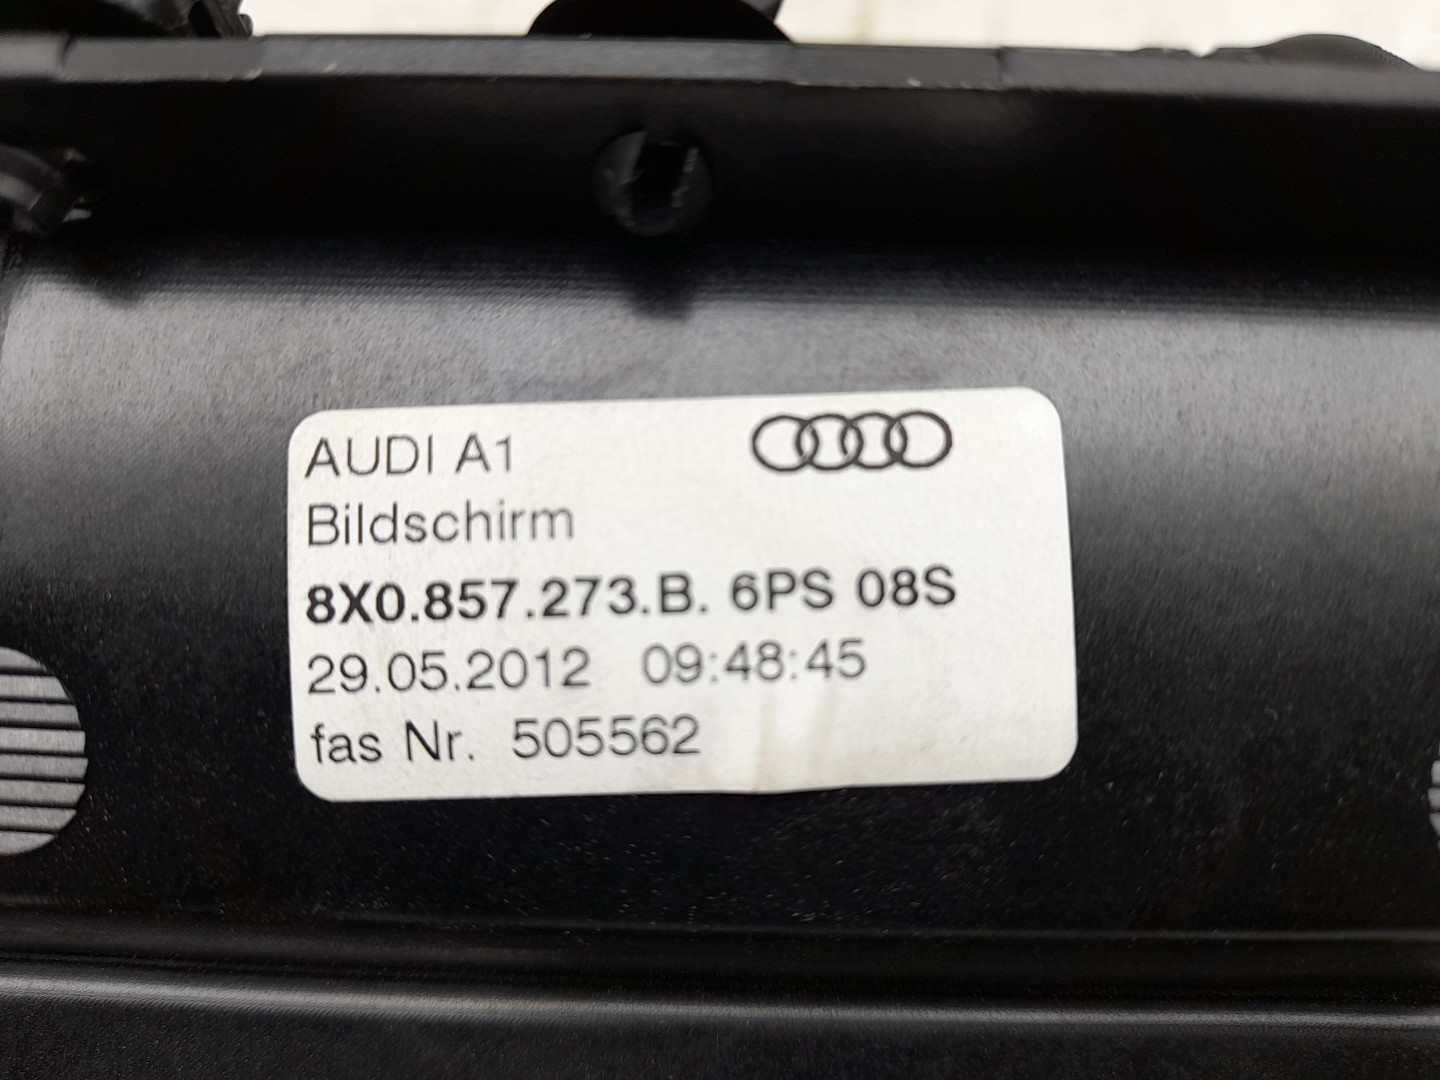 AUDI A1
Bildschirm
8X0.857.273.B. 6PS 08S
29.05.2012 09:48:45
fas Nr. 505562